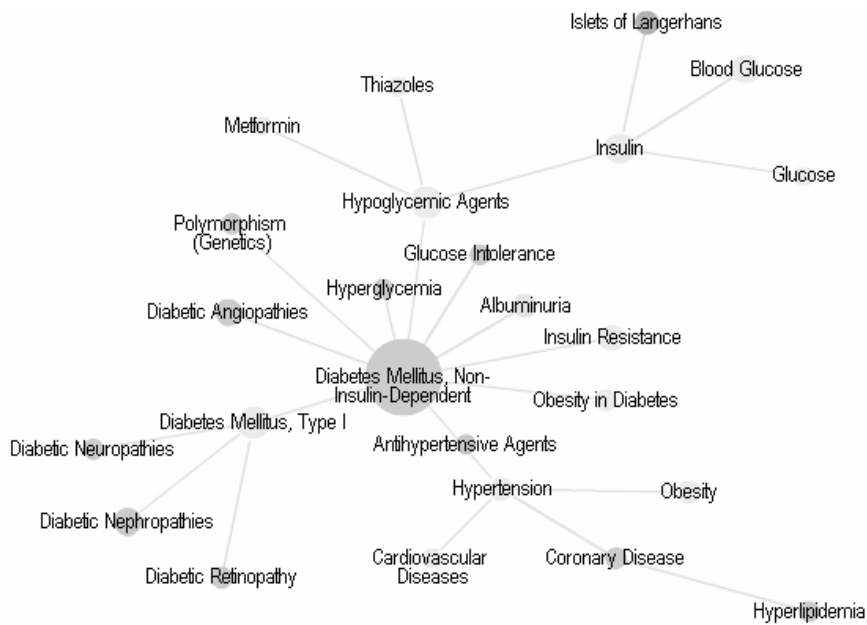 Islets of Langerhans
Blood Glucose
Thiazoles
Metformin
Insulin
Glucose
Hypoglycemic Agents
Polymorphism
(Genetics)
Glucose Intolerance
Hyperglycemia
Albuminuria
Diabetic Angiopathies
Insulin Resistance
Diabetes Mellitus, Non-
Insulin-Dependent
Obesity in Diabetes
Diabetes Mellitus, Type I
Antihypertensive Agents
Diabetic Neuropathies
Hypertension
Obesity
Diabetic Nephropathies
Cardiovascular
Diseases
Coronary Disease
Diabetic Retinopathy
Hyperlipidemia